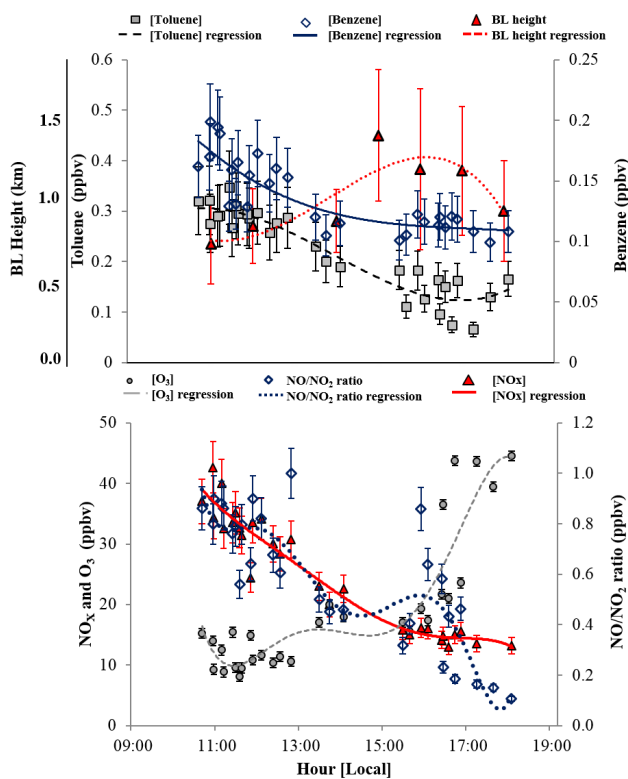 [Toluene] [Benzene] BL height
[Toluene] regression [Benzene] regression BL height regression
BL Height (km)
1.5
1.0
0.5
0.0
Toluene (ppbv)
0.6
0.5
0.4
0.3
0.2
0.1
0
Benzene (ppbv)
0.25
0.20
0.15
0.10
0.05
0.00
[O3] NO/NO2 ratio [NOx]
[O3] regression NO/NO2 ratio regression [NOx] regression
NOX and O3 (ppbv)
50
40
30
20
10
0
NO/NO2 ratio (ppbv)
1.2
1.0
0.8
0.6
0.4
0.2
0.0
09:00 11:00 13:00 15:00 17:00 19:00
Hour [Local]